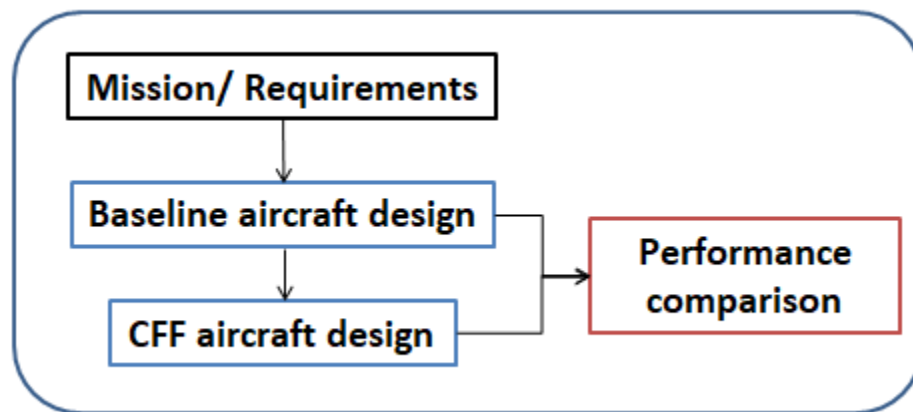 Mission/ Requirements
Baseline aircraft design
CFF aircraft design
Performance
comparison